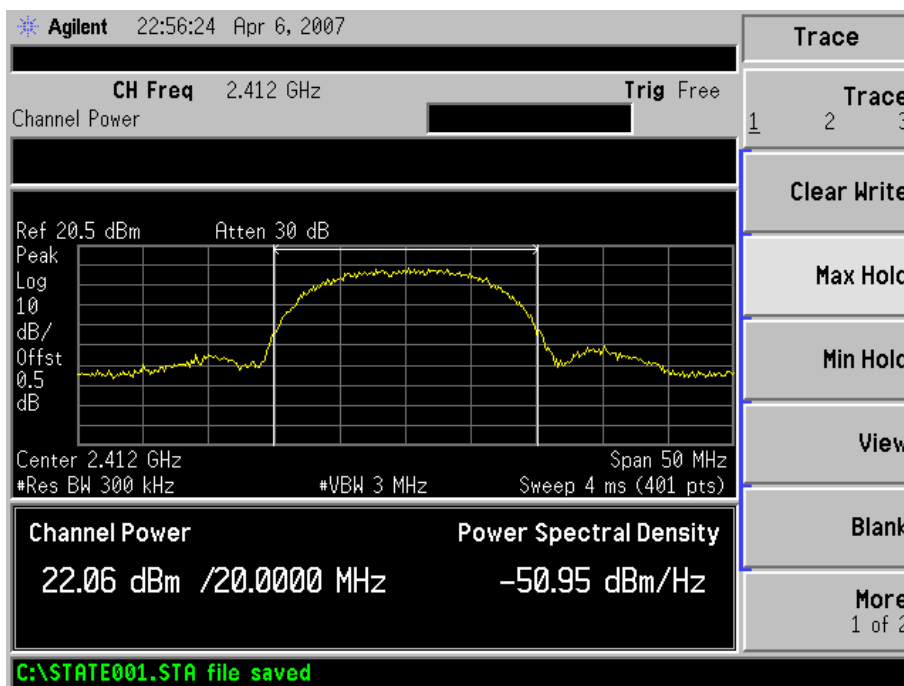 Agilent 22:56:24 Apr 6, 2007
Trace
CH Freq 2.412 GHz Trig Free
Channel Power
Trace
1 2 3
Clear Write
Ref 20.5 dBm Atten 30 dB
Peak
Log
10
dB/
Offst
0.5
dB
Max Hold
Min Hold
View
Center 2.412 GHz Span 50 MHz
#Res BW 300 kHz #VBW 3 MHz Sweep 4 ms (401 pts)
Blank
Channel Power Power Spectral Density
22.06 dBm /20.0000 MHz -50.95 dBm/Hz
More
1 of 2
C:\STATE001.STA file saved